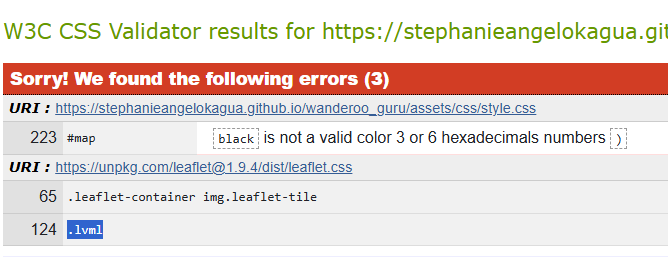 W3C CSS Validator results for https://stephanieangelokagua.git
Sorry! We found the following errors (3)
URI : https://stephanieangelokagua.github.io/wanderoo_guru/assets/css/style.css
223 #map black is not a valid color 3 or 6 hexadecimals numbers )
URI : https://unpkg.com/leaflet@1.9.4/dist/leaflet.css
65 .leaflet-container img.leaflet-tile
124 .lvml